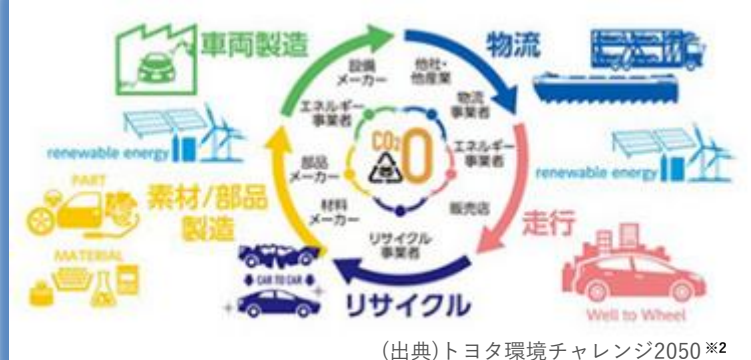 車両製造
物流
設備
メーカー
他社・
他産業
エネルギー
事業者
物流
事業者
CO₂
0
renewable energy
部品
メーカー
エネルギー
事業者
renewable energy
PART
素材/部品
製造
材料
メーカー
販売店
走行
MATERIAL
リサイクル
事業者
CAR TO CAR
リサイクル
Well to Wheel
(出典)トヨタ環境チャレンジ2050 ※2